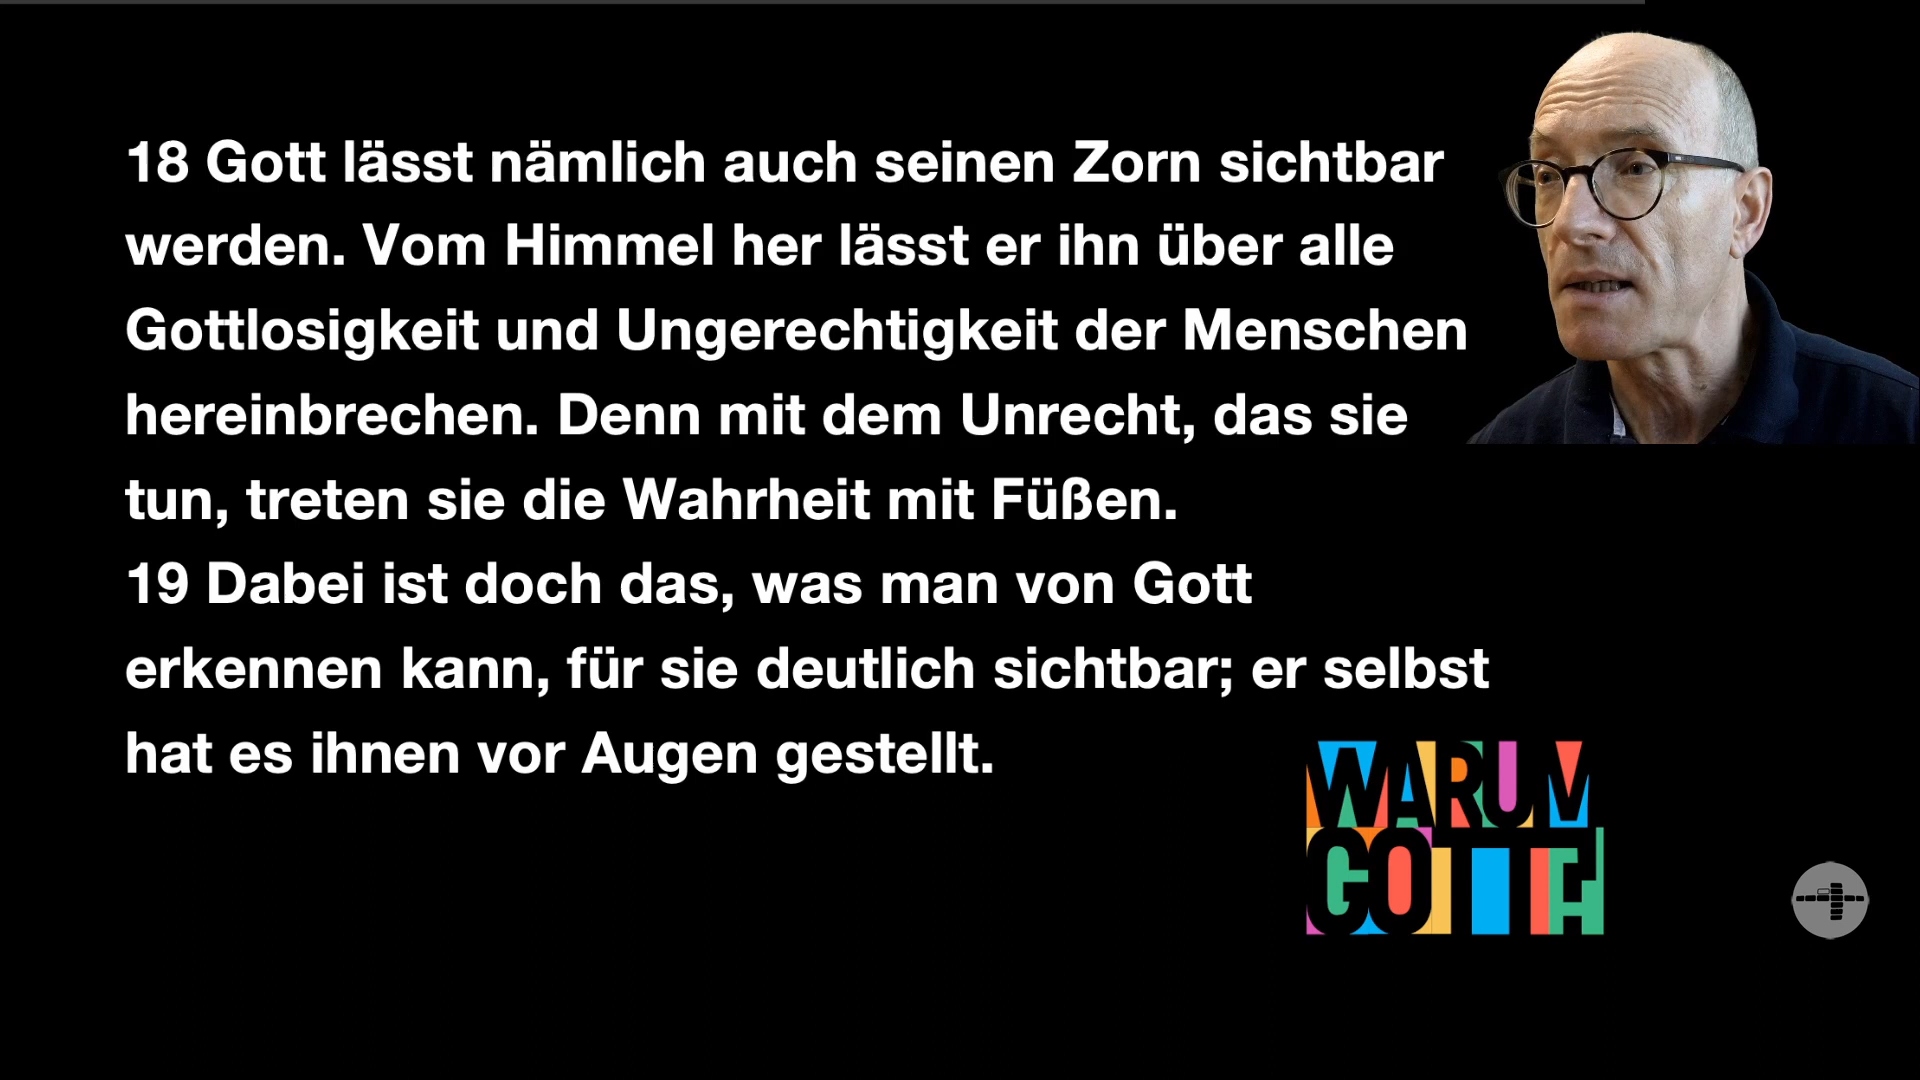 18 Gott lässt nämlich auch seinen Zorn sichtbar
werden. Vom Himmel her lässt er ihn über alle
Gottlosigkeit und Ungerechtigkeit der Menschen
hereinbrechen. Denn mit dem Unrecht, das sie
tun, treten sie die Wahrheit mit Füßen.
19 Dabei ist doch das, was man von Gott
erkennen kann, für sie deutlich sichtbar; er selbst
hat es ihnen vor Augen gestellt.
WARUM
GOTT?